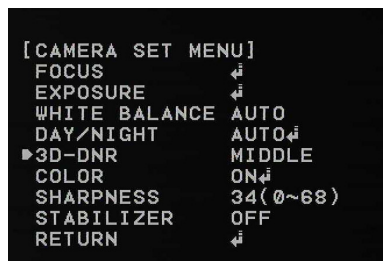 [CAMERA SET MENU]
FOCUS ↲
EXPOSURE ↲
WHITE BALANCE AUTO
DAY/NIGHT AUTO↲
▶3D-DNR MIDDLE
COLOR ON↲
SHARPNESS 34(0~68)
STABILIZER OFF
RETURN ↲